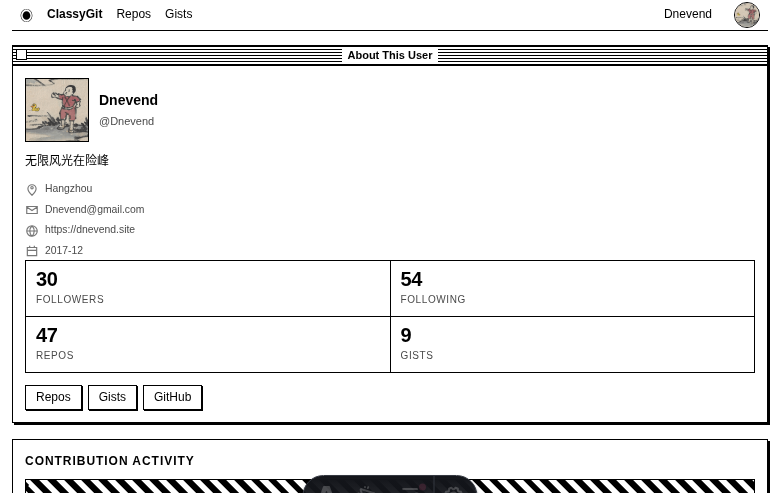 ClassyGit Repos Gists Dnevend
About This User
Dnevend
@Dnevend
无限风光在险峰
Hangzhou
Dnevend@gmail.com
https://dnevend.site
2017-12
30 54
FOLLOWERS FOLLOWING
47 9
REPOS GISTS
Repos Gists GitHub
CONTRIBUTION ACTIVITY